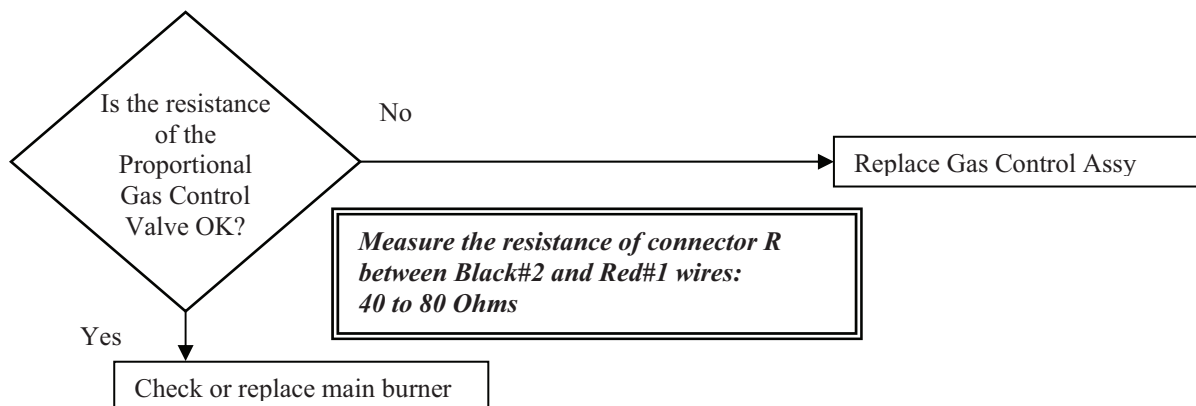 Is the resistance
of the
Proportional
Gas Control
Valve OK?
No
Replace Gas Control Assy
Measure the resistance of connector R
between Black#2 and Red#1 wires:
40 to 80 Ohms
Yes
Check or replace main burner